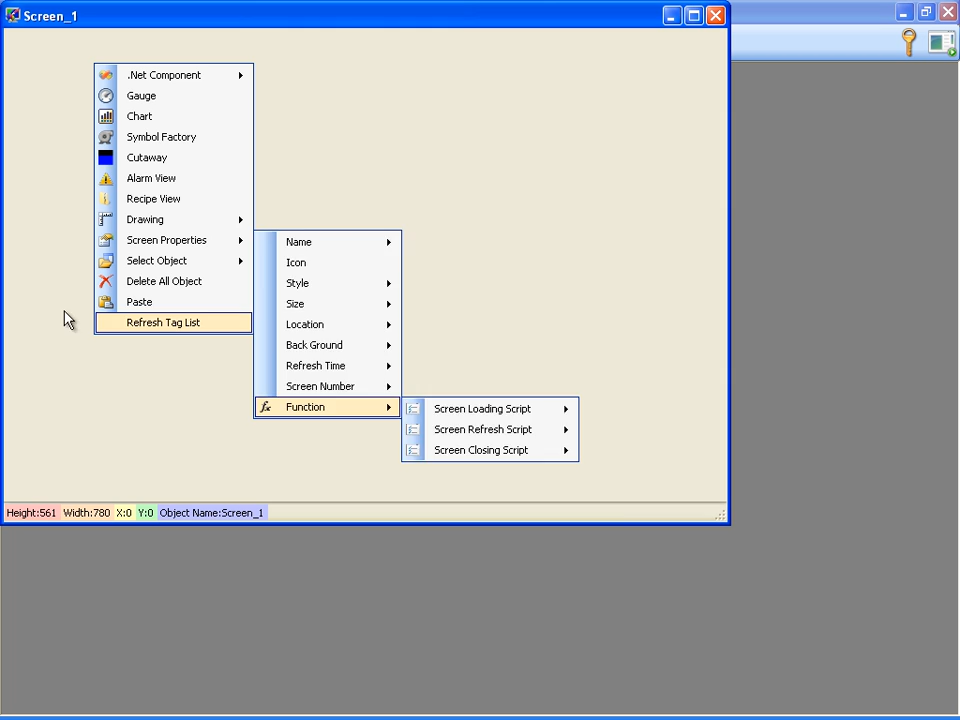 Screen_1
.Net Component
Gauge
Chart
Symbol Factory
Cutaway
Alarm View
Recipe View
Drawing
Screen Properties
Select Object
Delete All Object
Paste
Refresh Tag List
Name
Icon
Style
Size
Location
Back Ground
Refresh Time
Screen Number
Function
Screen Loading Script
Screen Refresh Script
Screen Closing Script
Height:561 Width:780 X:0 Y:0 Object Name:Screen_1